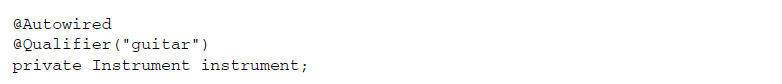 @Autowired
@Qualifier("guitar")
private Instrument instrument;